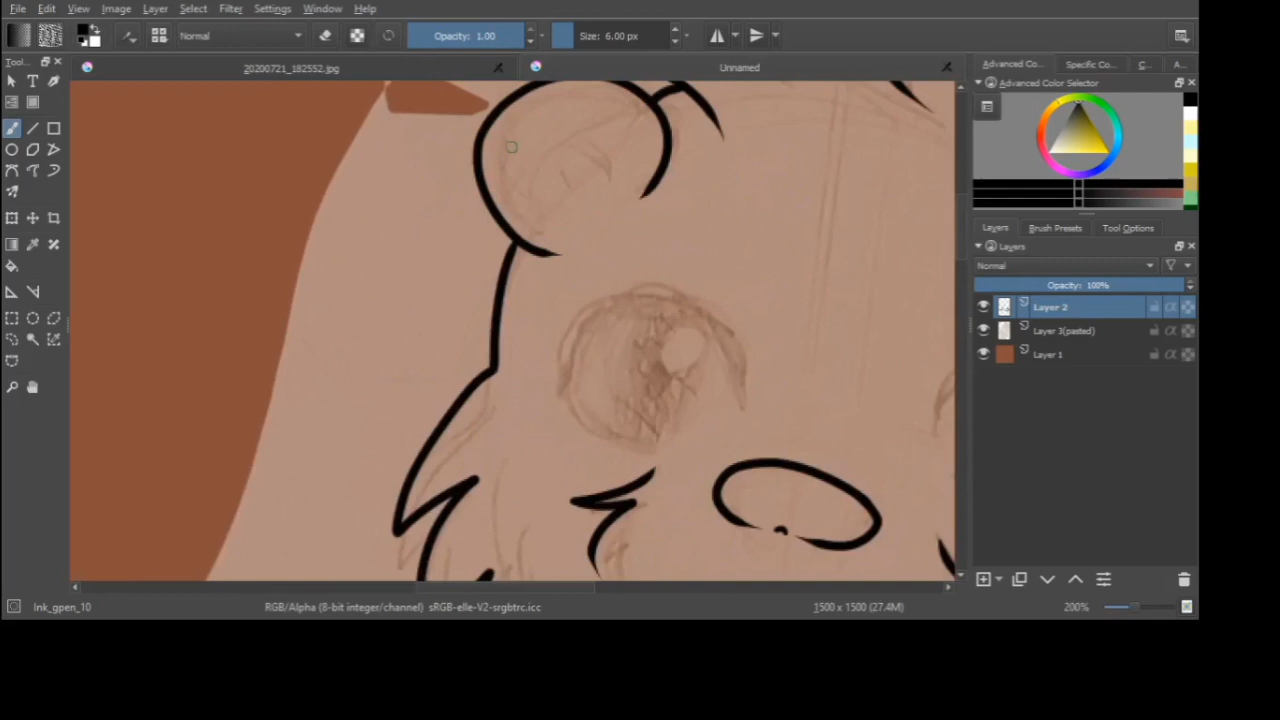 File Edit View Image Layer Select Filter Settings Window Help
Normal Opacity: 1.00 Size: 6.00 px
Tool...
20200721_182552.jpg Unnamed
Advanced Co... Specific Co... C... A...
Advanced Color Selector
Layers Brush Presets Tool Options
Layers
Normal
Opacity: 100%
Layer 2
Layer 3(pasted)
Layer 1
Ink_gpen_10 RGB/Alpha (8-bit integer/channel) sRGB-elle-V2-srgbtrc.icc 1500 x 1500 (27.4M) 200%